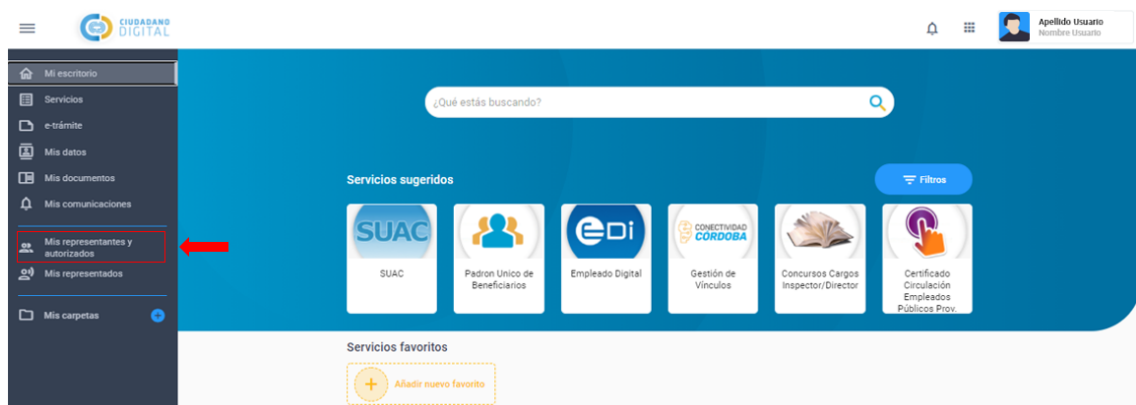 CIUDADANO
DIGITAL
Apellido Usuario
Nombre Usuario
Mi escritorio
Servicios
e-trámite
Mis datos
Mis documentos
Mis comunicaciones
Mis representantes y
autorizados
Mis representados
Mis carpetas
¿Qué estás buscando?
Servicios sugeridos
Filtros
SUAC
SUAC
Padron Unico de
Beneficiarios
eDi
Empleado Digital
CONECTIVIDAD
CÓRDOBA
Gestión de
Vínculos
Concursos Cargos
Inspector/Director
Certificado
Circulación
Empleados
Públicos Prov.
Servicios favoritos
Añadir nuevo favorito